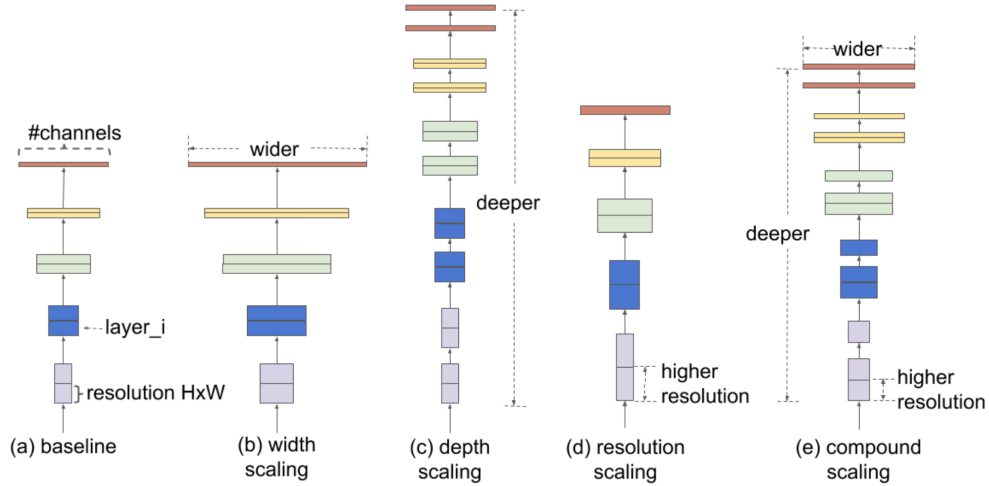 #channels
layer_i
resolution HxW
(a) baseline
wider
(b) width
scaling
deeper
(c) depth
scaling
higher
resolution
(d) resolution
scaling
wider
deeper
higher
resolution
(e) compound
scaling